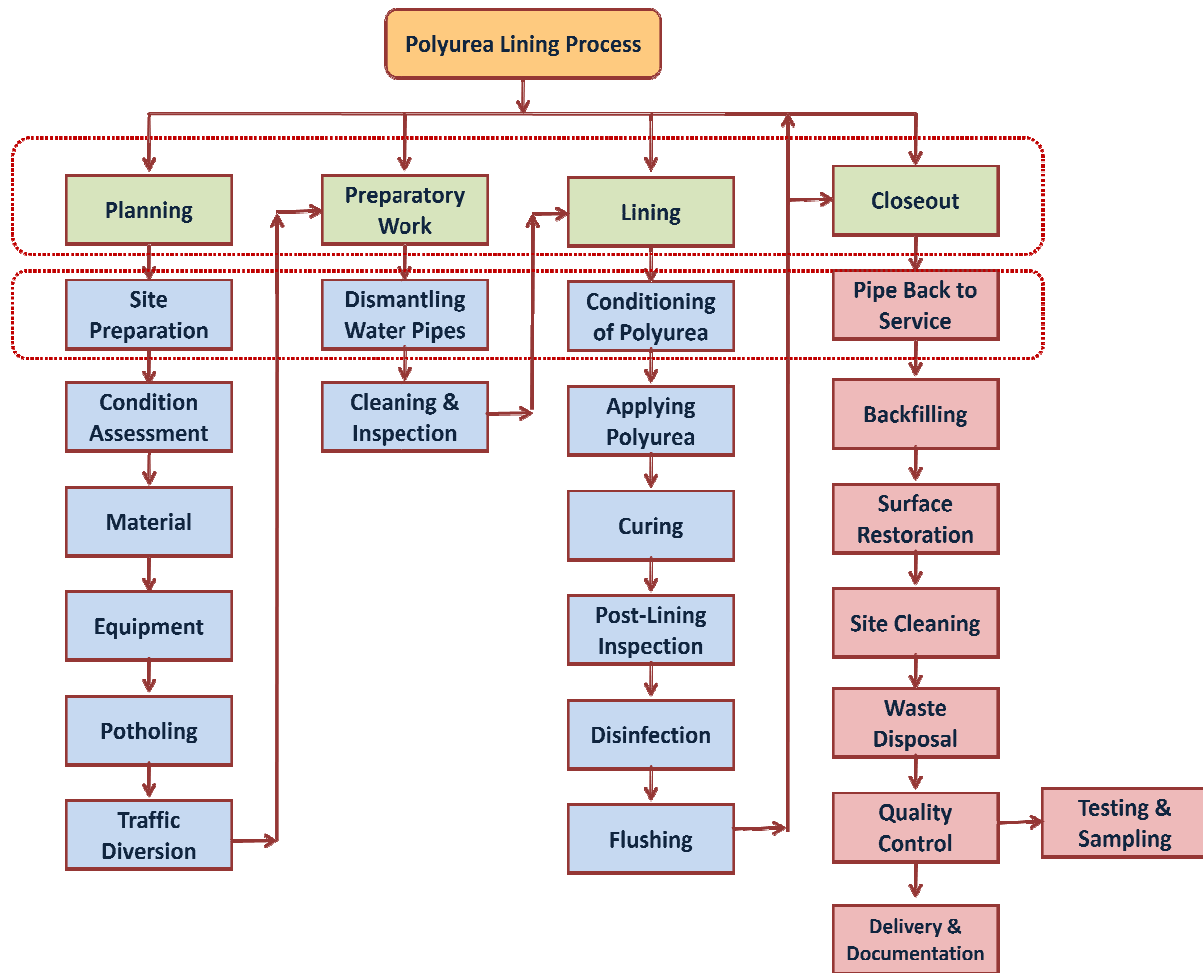 Polyurea Lining Process
Planning
Preparatory
Work
Lining
Closeout
Site
Preparation
Dismantling
Water Pipes
Conditioning
of Polyurea
Pipe Back to
Service
Condition
Assessment
Cleaning &
Inspection
Applying
Polyurea
Backfilling
Material
Curing
Surface
Restoration
Equipment
Post-Lining
Inspection
Site Cleaning
Potholing
Disinfection
Waste
Disposal
Traffic
Diversion
Flushing
Quality
Control
Testing &
Sampling
Delivery &
Documentation